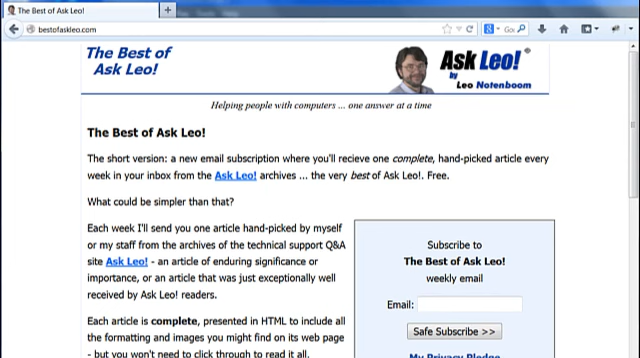 The Best of Ask Leo!
bestofaskleo.com
The Best of
Ask Leo!
Ask Leo!
by
Leo Notenboom
Helping people with computers ... one answer at a time
The Best of Ask Leo!
The short version: a new email subscription where you'll recieve one complete, hand-picked article every
week in your inbox from the Ask Leo! archives ... the very best of Ask Leo!. Free.
What could be simpler than that?
Each week I'll send you one article hand-picked by myself
or my staff from the archives of the technical support Q&A
site Ask Leo! - an article of enduring significance or
importance, or an article that was just exceptionally well
received by Ask Leo! readers.
Each article is complete, presented in HTML to include all
the formatting and images you might find on its web page
- but you won't need to click through to read it all.
Subscribe to
The Best of Ask Leo!
weekly email
Email:
Safe Subscribe >>
My Privacy Pledge